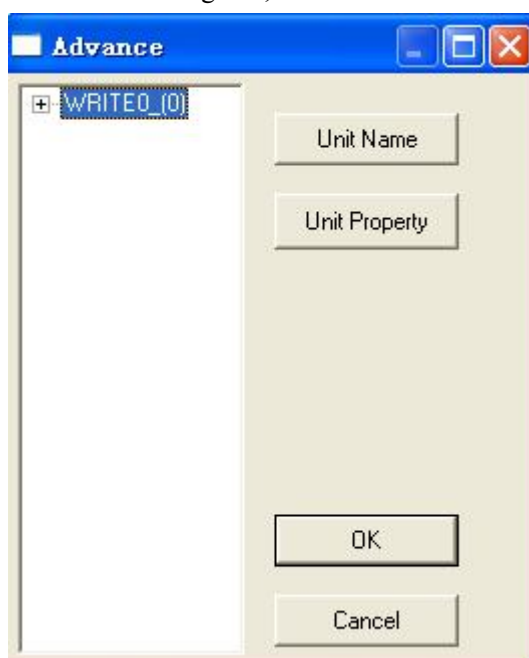 Advance
WRITE0_(0)
Unit Name
Unit Property
OK
Cancel